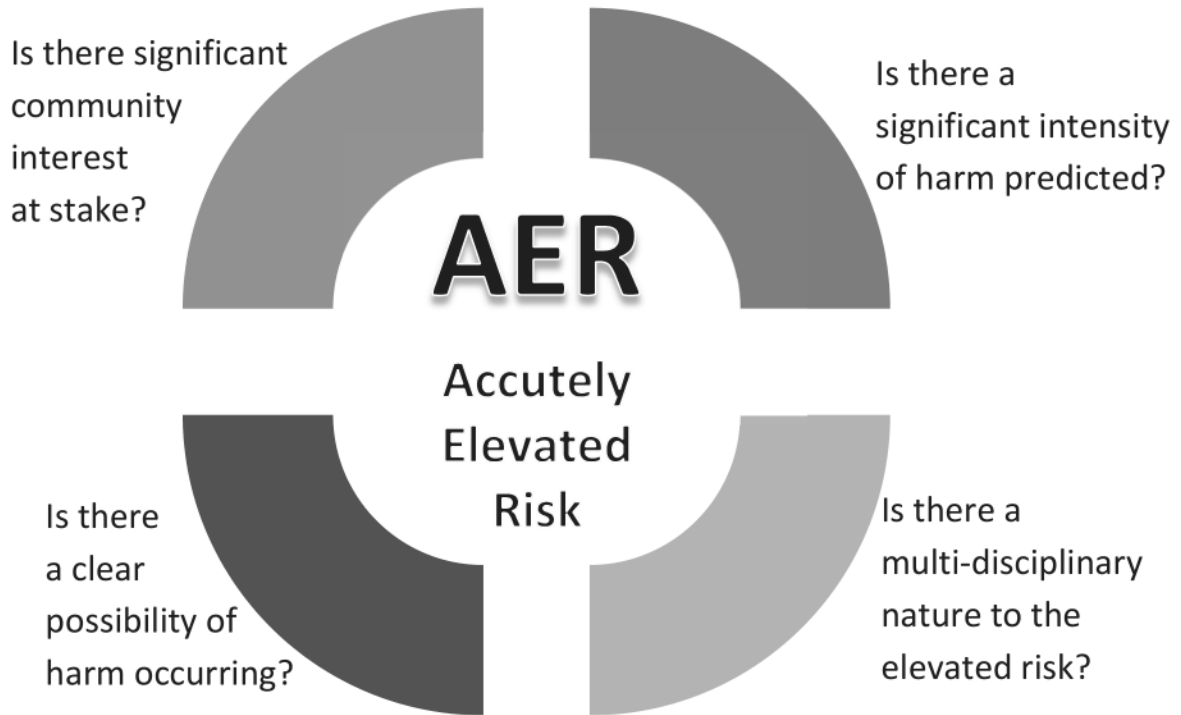 Is there significant
community
interest
at stake?
Is there a
significant intensity
of harm predicted?
AER
Accutely
Elevated
Risk
Is there
a clear
possibility of
harm occurring?
Is there a
multi-disciplinary
nature to the
elevated risk?